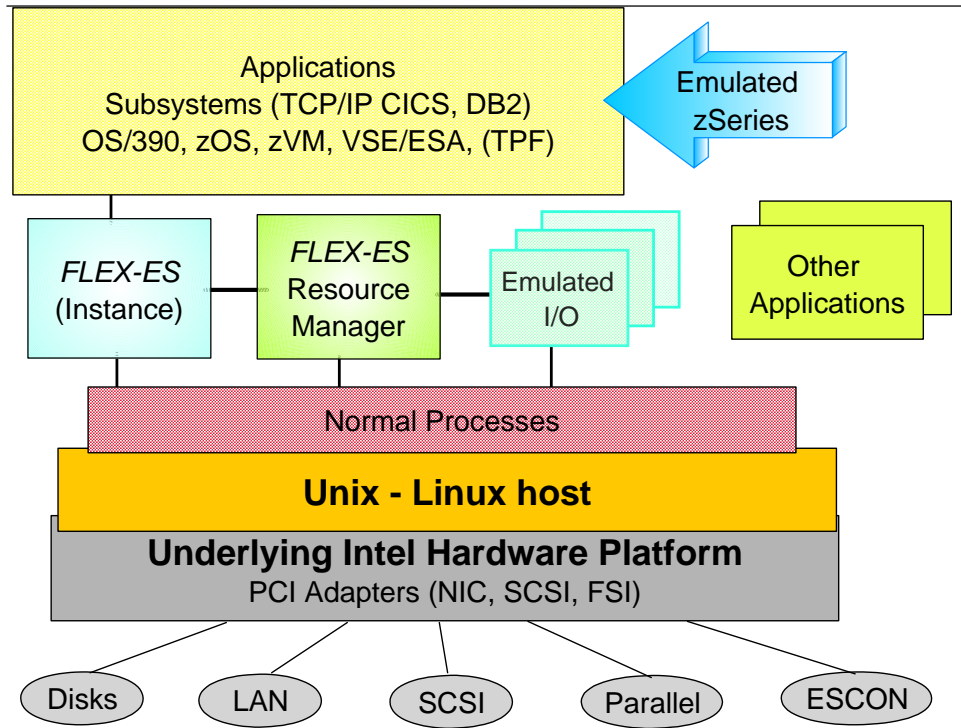 Applications
Subsystems (TCP/IP CICS, DB2)
OS/390, zOS, zVM, VSE/ESA, (TPF)
Emulated
zSeries
FLEX-ES
(Instance)
FLEX-ES
Resource
Manager
Emulated
I/O
Other
Applications
Normal Processes
Unix - Linux host
Underlying Intel Hardware Platform
PCI Adapters (NIC, SCSI, FSI)
Disks
LAN
SCSI
Parallel
ESCON